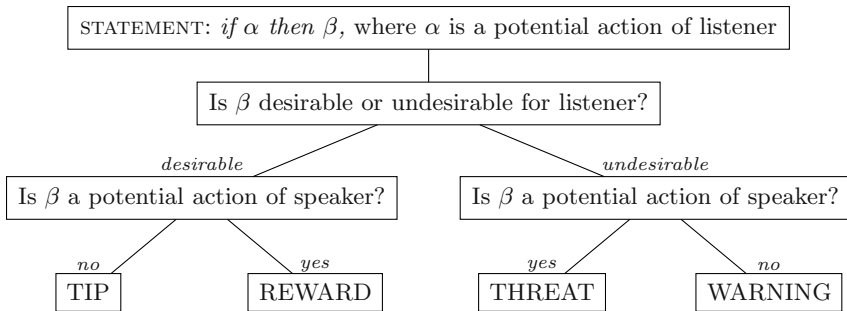 STATEMENT: if α then β, where α is a potential action of listener
Is β desirable or undesirable for listener?
desirable
undesirable
Is β a potential action of speaker?
Is β a potential action of speaker?
no
yes
yes
no
TIP
REWARD
THREAT
WARNING